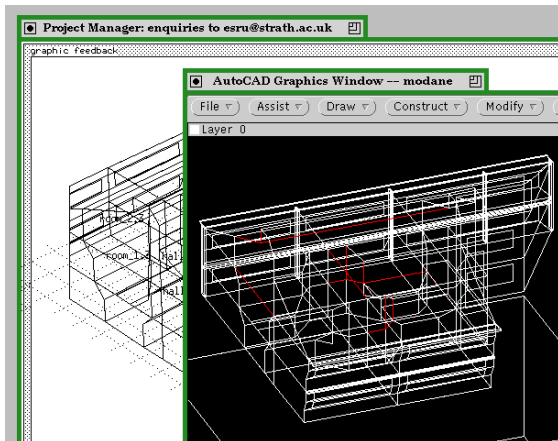 Project Manager: enquiries to esru@strath.ac.uk
graphic feedback
AutoCAD Graphics Window -- modane
File Assist Draw Construct Modify
Layer 0